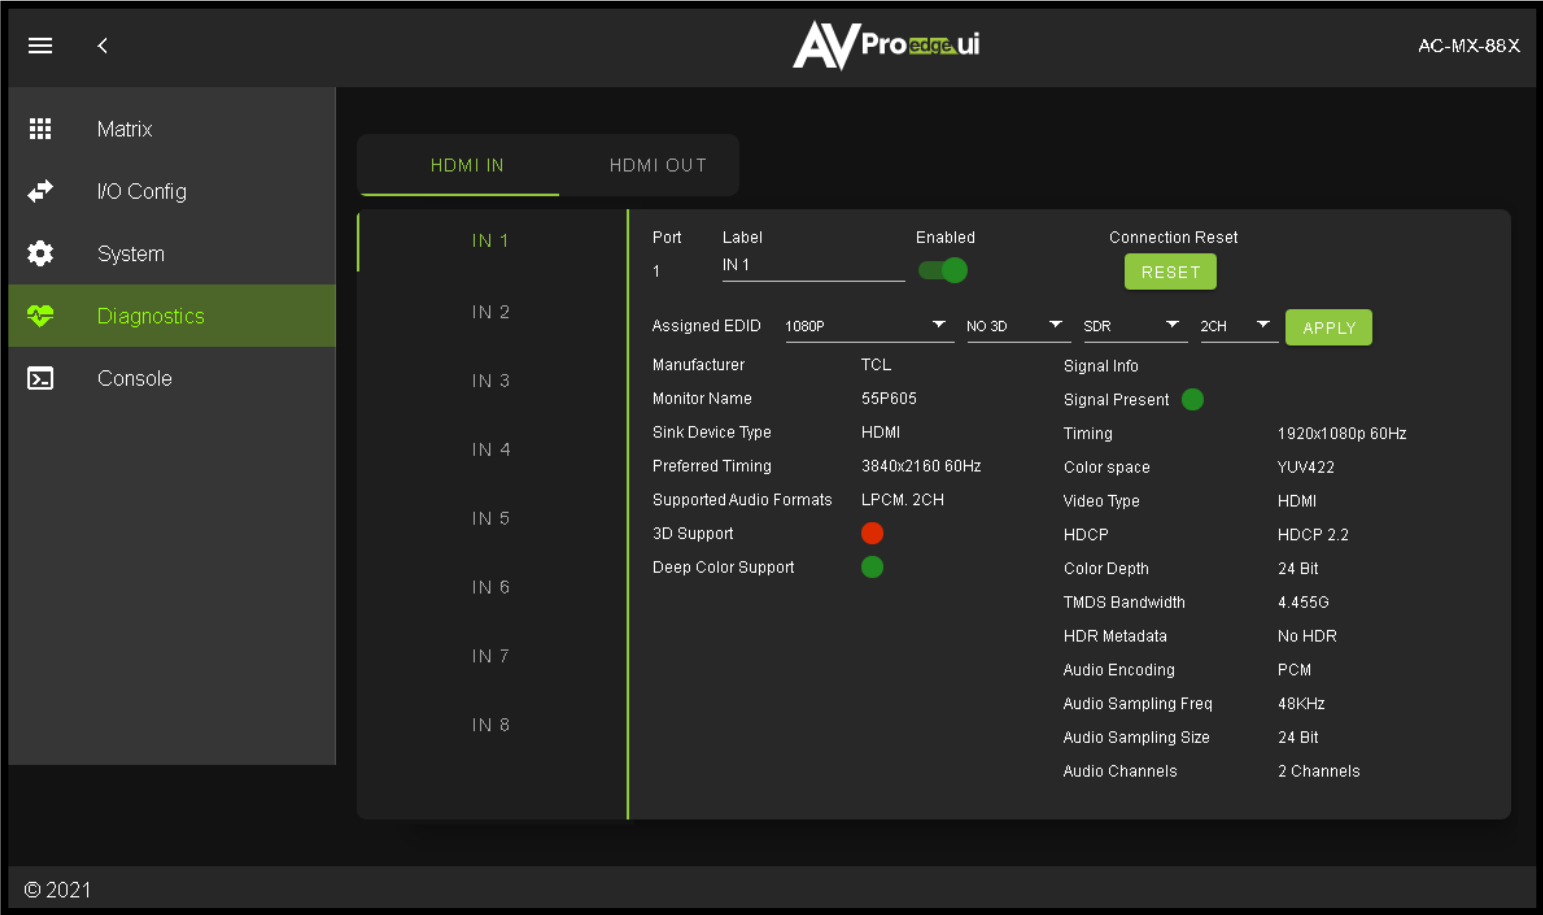 AVPro edge.ui
AC-MX-88X
Matrix
I/O Config
System
Diagnostics
Console
HDMI IN
HDMI OUT
IN 1
IN 2
IN 3
IN 4
IN 5
IN 6
IN 7
IN 8
Port Label Enabled Connection Reset
1 IN 1 RESET
Assigned EDID 1080P NO 3D SDR 2CH APPLY
Manufacturer TCL
Monitor Name 55P605
Sink Device Type HDMI
Preferred Timing 3840x2160 60Hz
Supported Audio Formats LPCM. 2CH
3D Support
Deep Color Support
Signal Info
Signal Present
Timing 1920x1080p 60Hz
Color space YUV422
Video Type HDMI
HDCP HDCP 2.2
Color Depth 24 Bit
TMDS Bandwidth 4.455G
HDR Metadata No HDR
Audio Encoding PCM
Audio Sampling Freq 48KHz
Audio Sampling Size 24 Bit
Audio Channels 2 Channels
© 2021